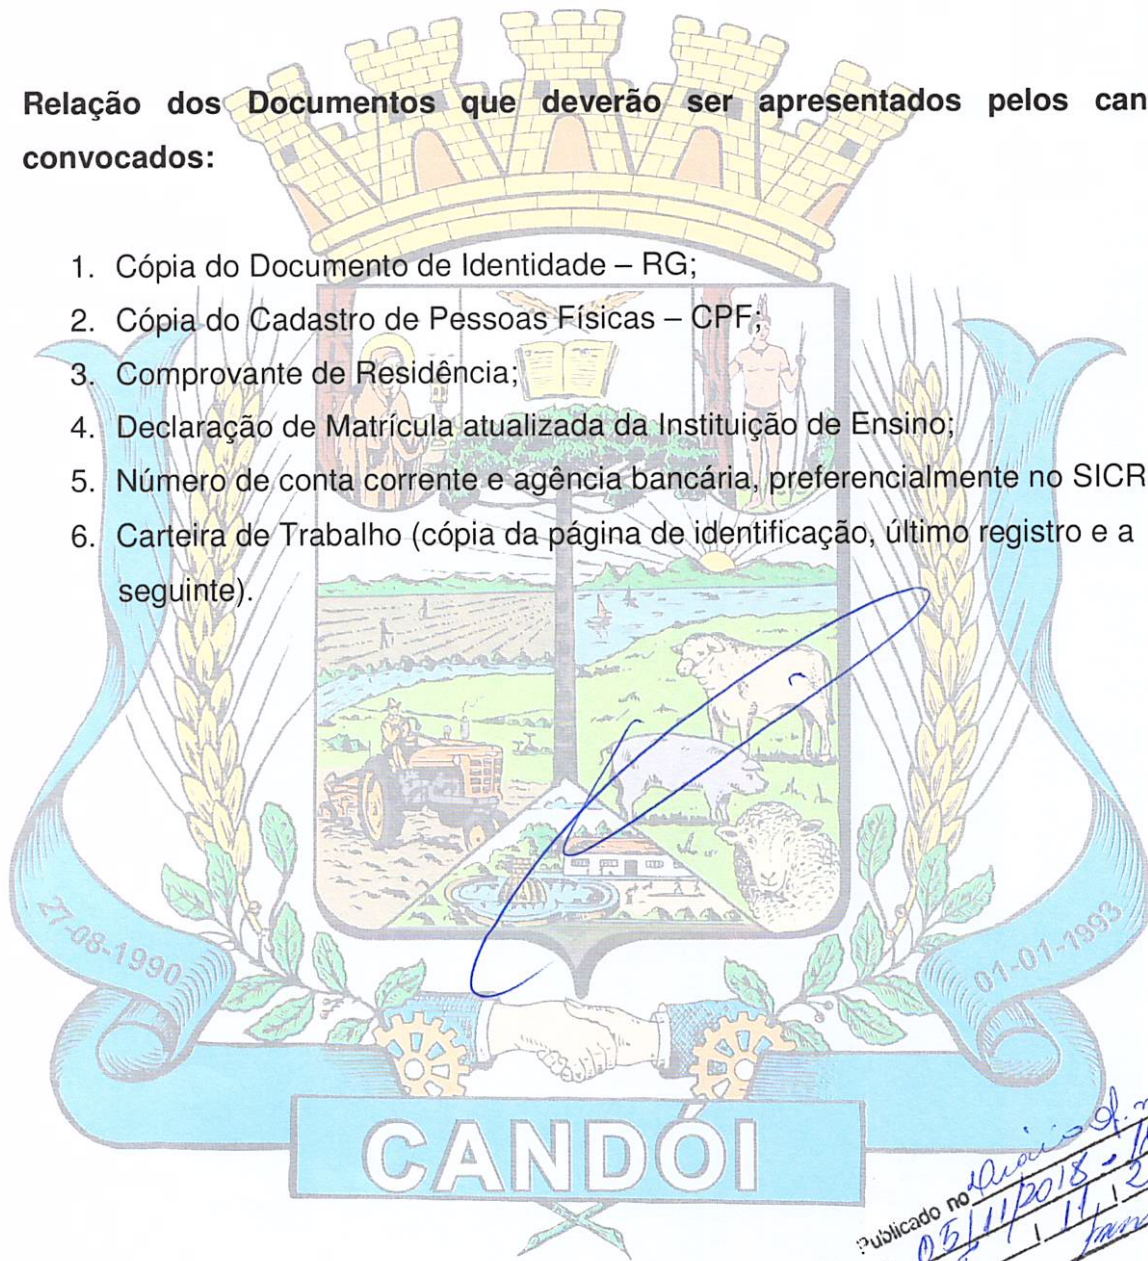 Relação dos Documentos que deverão ser apresentados pelos can
convocados:
1. Cópia do Documento de Identidade – RG;
2. Cópia do Cadastro de Pessoas Físicas – CPF;
3. Comprovante de Residência;
4. Declaração de Matrícula atualizada da Instituição de Ensino;
5. Número de conta corrente e agência bancária, preferencialmente no SICR
6. Carteira de Trabalho (cópia da página de identificação, último registro e a
seguinte).
27-08-1990
01-01-1993
CANDÓI
Publicado no
05/11/2018